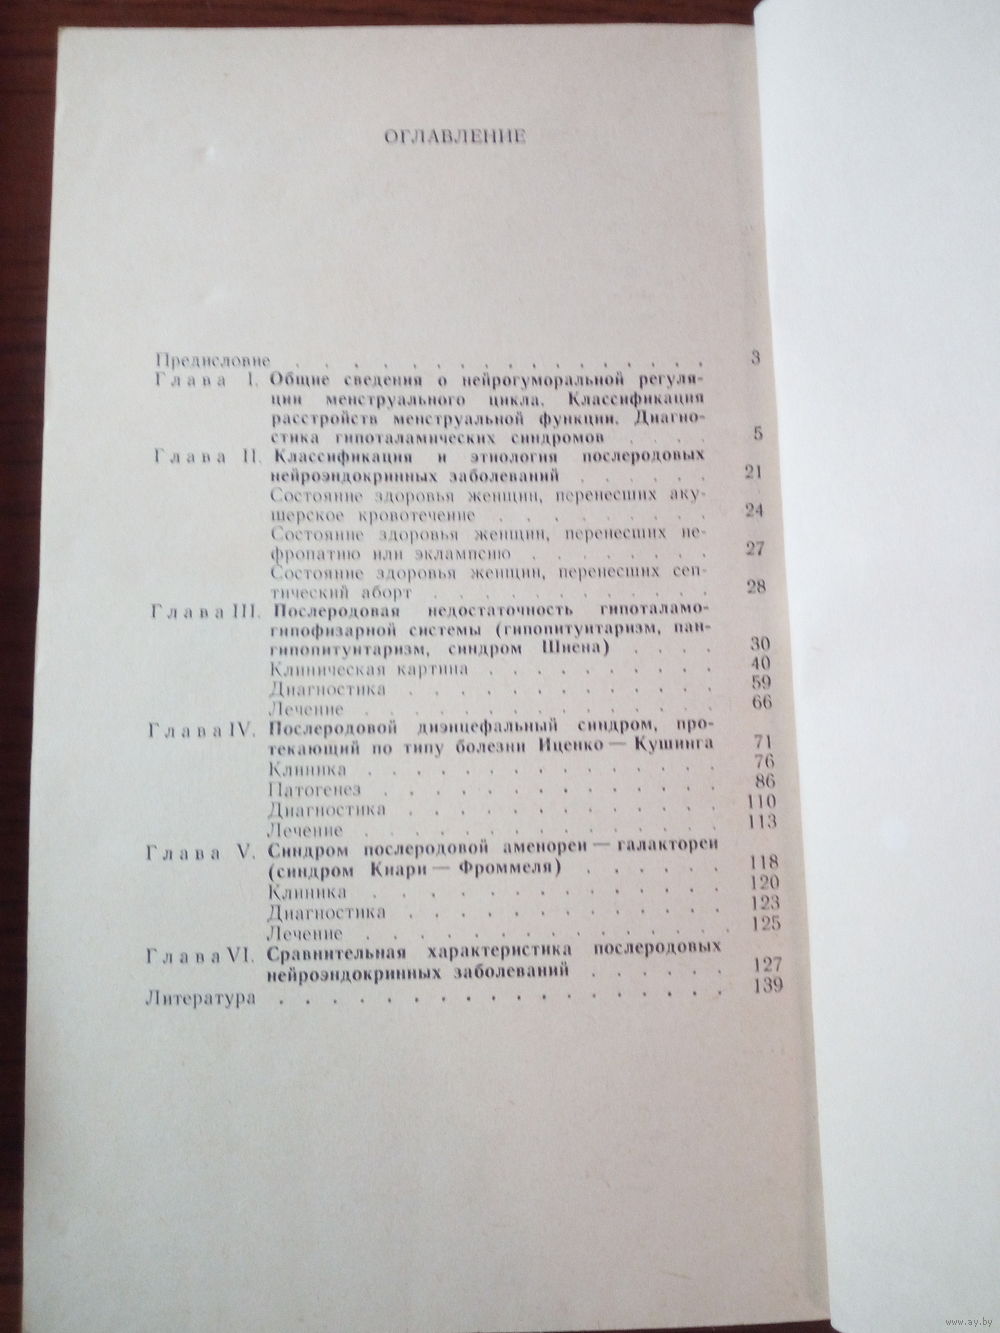 ОГЛАВЛЕНИЕ
Предисловие . . . . . . . . . . . . . . . 3
Глава I. Общие сведения о нейрогуморальной регуля-
ции менструального цикла. Классификация
расстройств менструальной функции. Диагно-
стика гипоталамических синдромов . . . . 5
Глава II. Классификация и этиология послеродовых
нейроэндокринных заболеваний . . . . . . 21
Состояние здоровья женщин, перенесших аку-
шерское кровотечение . . . . . . . . . 24
Состояние здоровья женщин, перенесших не-
фропатию или эклампсию . . . . . . . 27
Состояние здоровья женщин, перенесших сеп-
тический аборт . . . . . . . . . . . 28
Глава III. Послеродовая недостаточность гипоталамо-
гипофизарной системы (гипопитуитаризм, пан-
гипопитуитаризм, синдром Шиена) . . . . 30
Клиническая картина . . . . . . . . . 40
Диагностика . . . . . . . . . . . . 59
Лечение . . . . . . . . . . . . . 66
Глава IV. Послеродовой диэнцефальный синдром, про-
текающий по типу болезни Иценко — Кушинга 71
Клиника . . . . . . . . . . . . . 76
Патогенез . . . . . . . . . . . . 86
Диагностика . . . . . . . . . . . . 110
Лечение . . . . . . . . . . . . . 113
Глава V. Синдром послеродовой аменореи — галактореи
(синдром Киари — Фроммеля) . . . . . . 118
Клиника . . . . . . . . . . . . . 120
Диагностика . . . . . . . . . . . . 123
Лечение . . . . . . . . . . . . . 125
Глава VI. Сравнительная характеристика послеродовых
нейроэндокринных заболеваний . . . . . . 127
Литература . . . . . . . . . . . . . . . . 139
www.ay.by